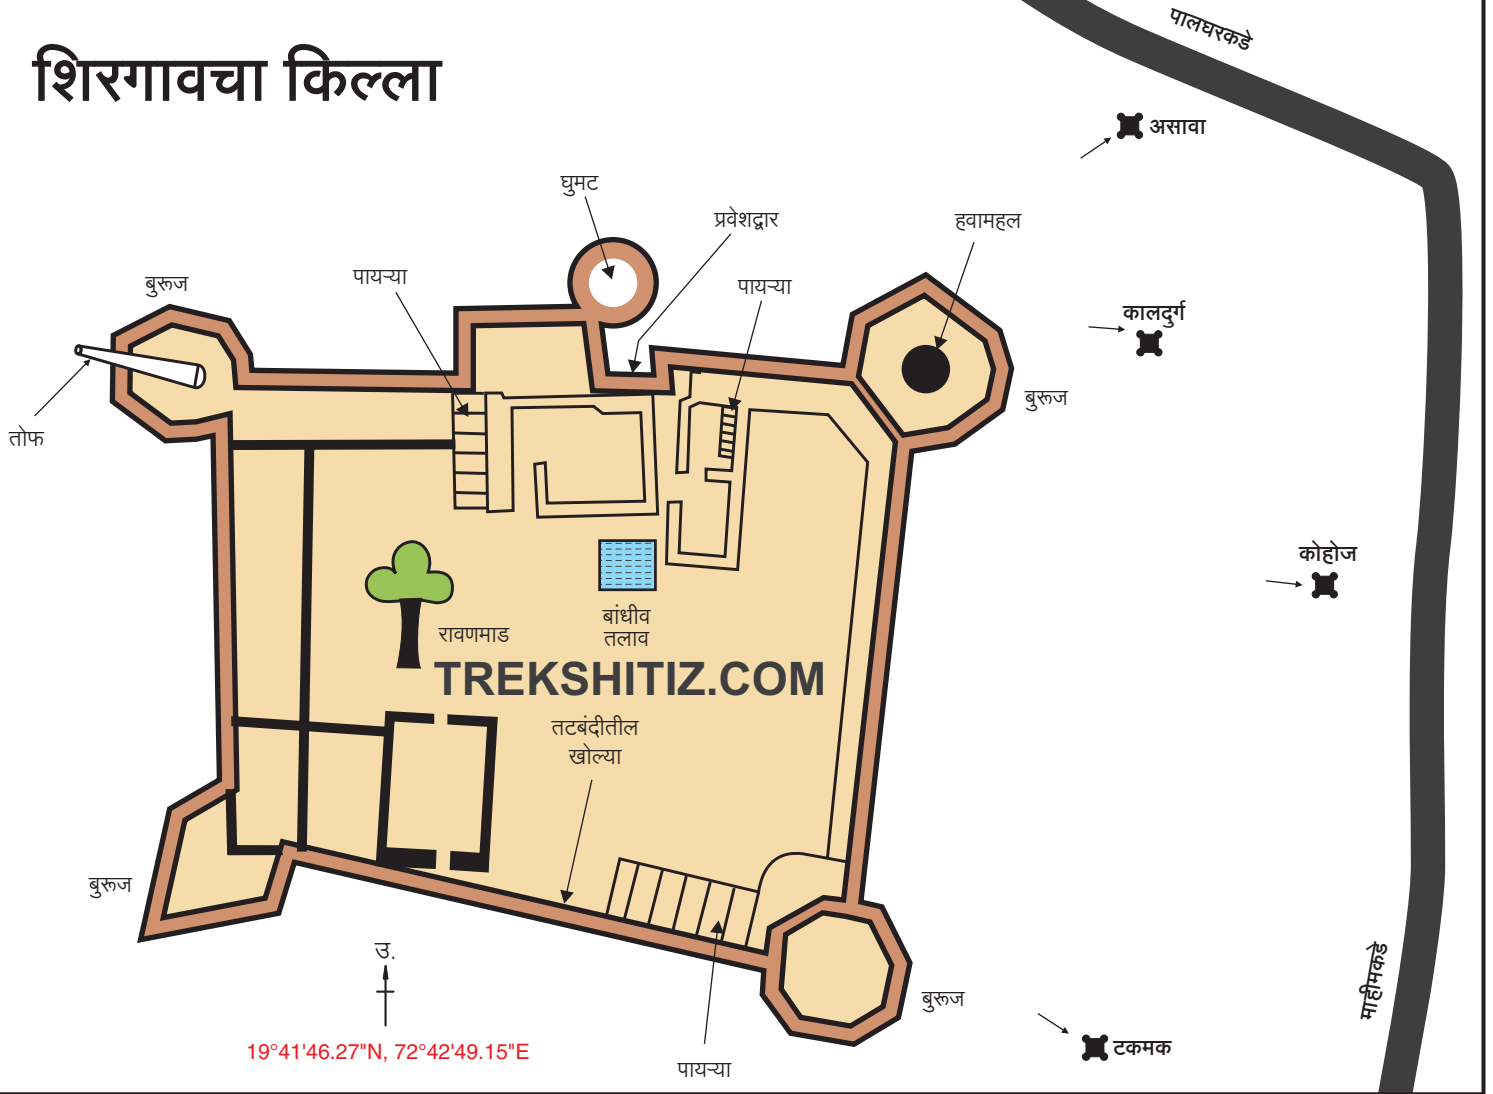 शिरगावचा किल्ला
पालघरकडे
असावा
घुमट
प्रवेशद्वार
हवामहल
पायऱ्या
बुरूज
पायऱ्या
कालदुर्ग
बुरूज
तोफ
कोहोज
बांधीव
तलाव
रावणमाड
TREKSHITIZ.COM
तटबंदीतील
खोल्या
बुरूज
उ.
माहीमकडे
बुरूज
19°41'46.27"N, 72°42'49.15"E
टकमक
पायऱ्या